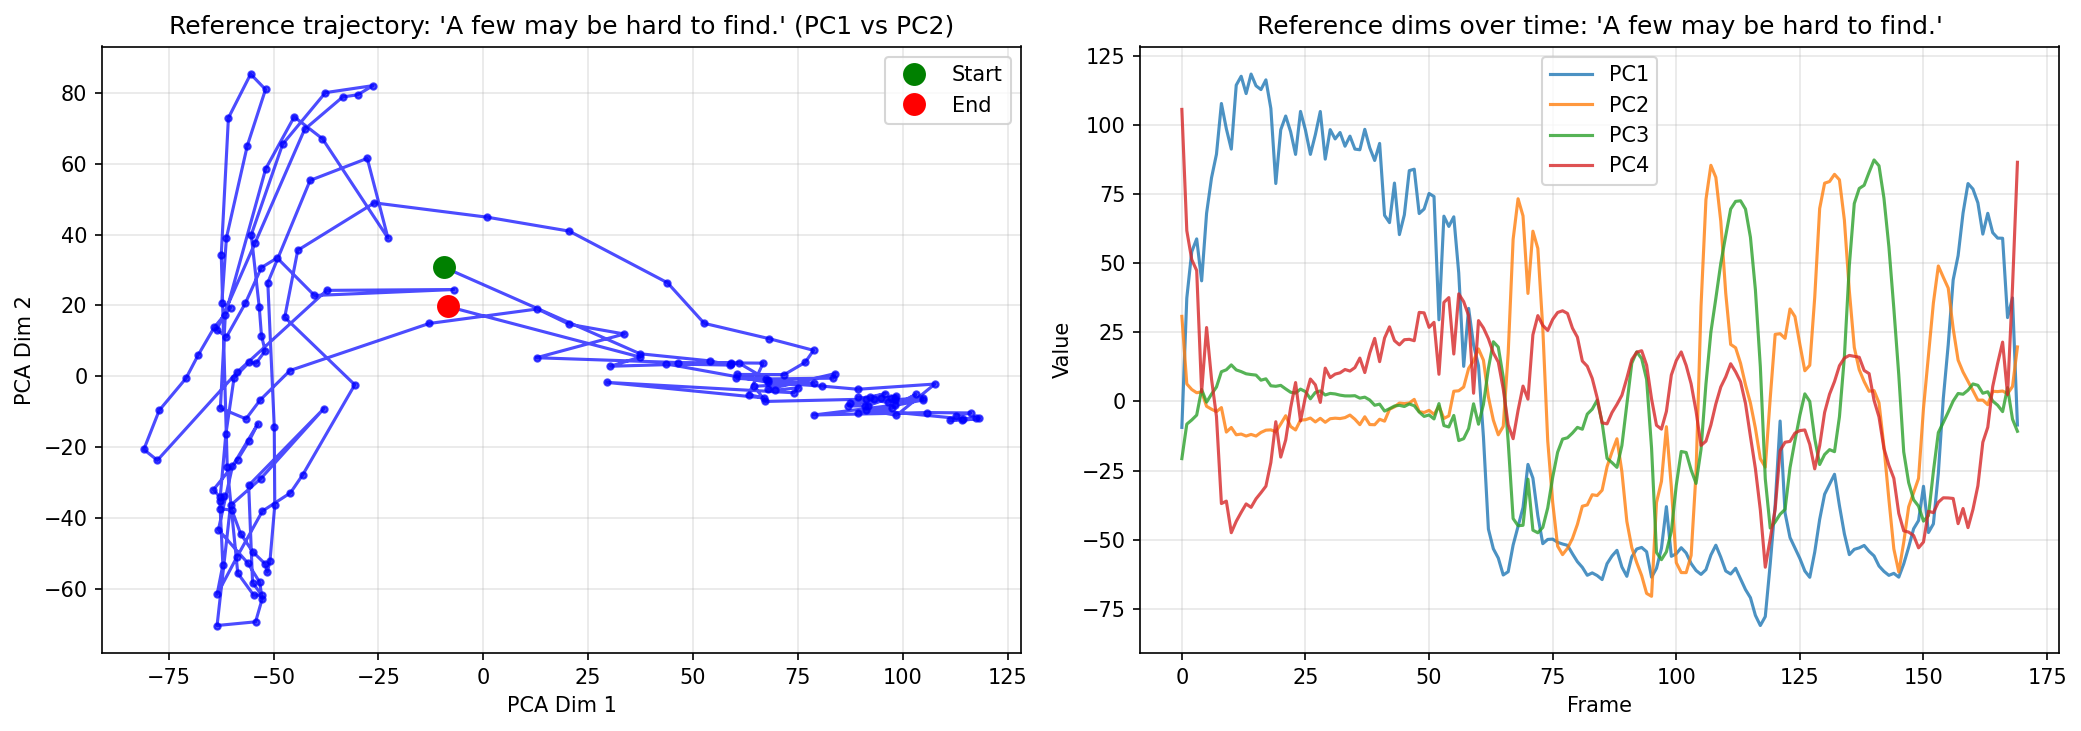 Reference trajectory: 'A few may be hard to find.' (PC1 vs PC2)
Start
End
80
60
40
20
0
−20
−40
−60
PCA Dim 2
−75
−50
−25
0
25
50
75
100
125
PCA Dim 1
Reference dims over time: 'A few may be hard to find.'
PC1
PC2
PC3
PC4
125
100
75
50
25
0
−25
−50
−75
Value
0
25
50
75
100
125
150
175
Frame